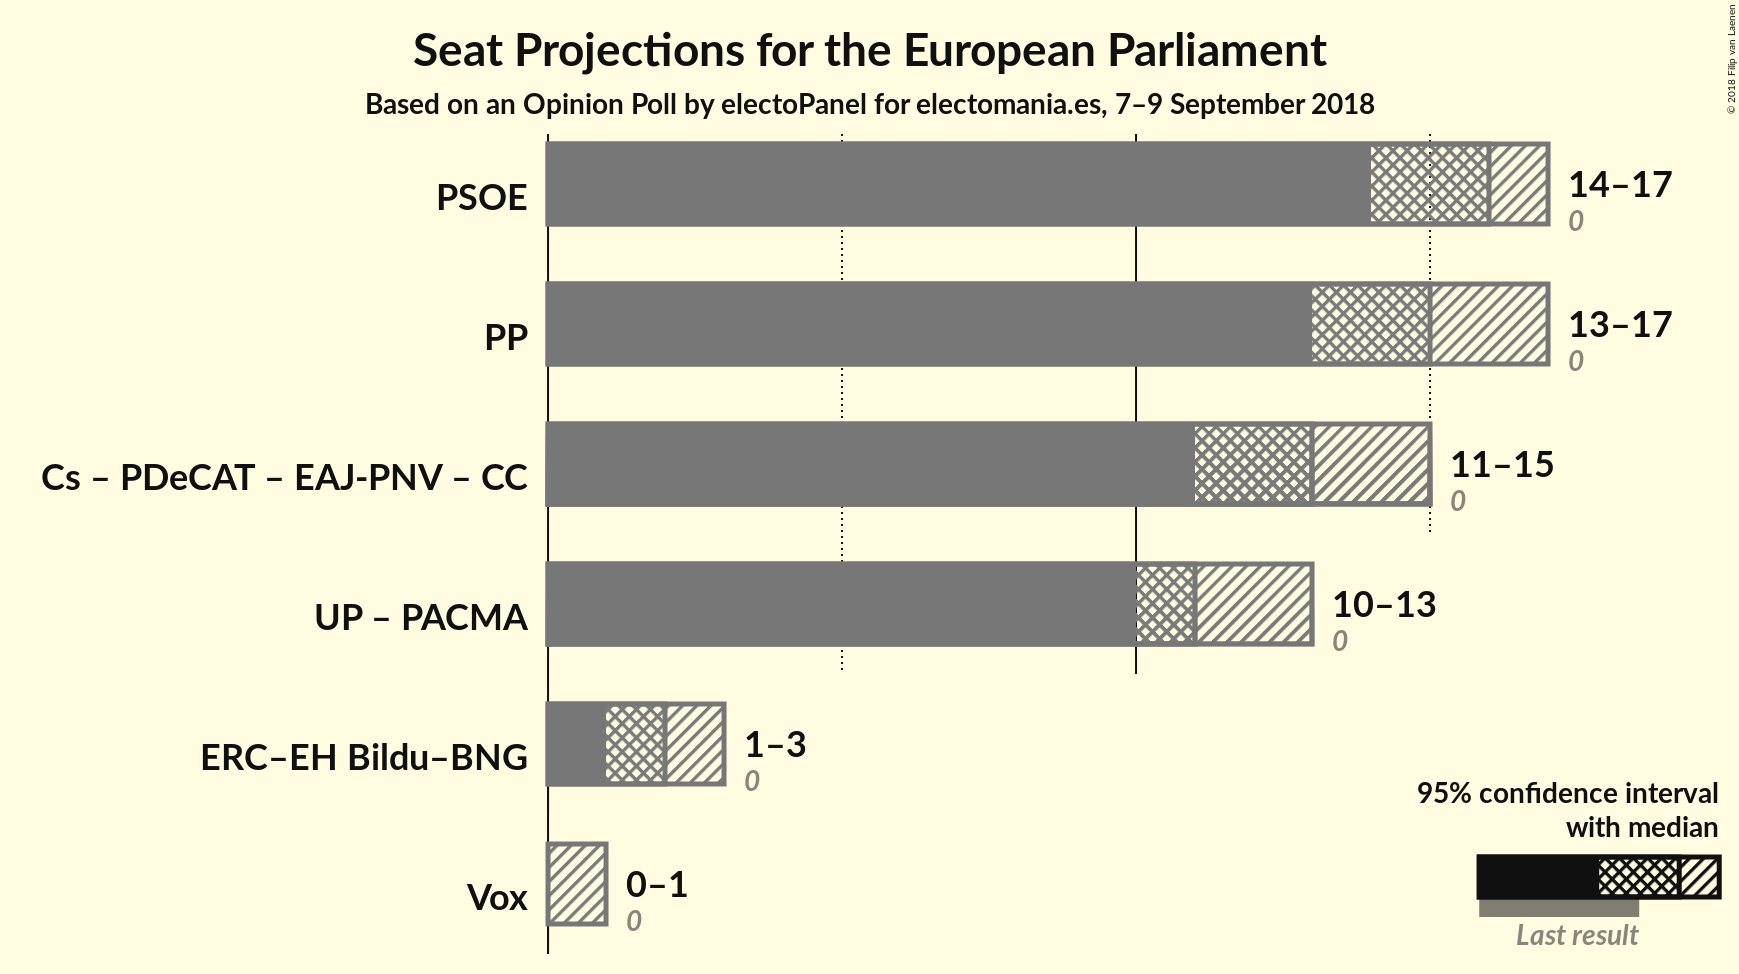 Seat Projections for the European Parliament
Based on an Opinion Poll by electoPanel for electomania.es, 7–9 September 2018
© 2018 Filip van Laenen
PSOE
14–17
0
PP
13–17
0
Cs – PDeCAT – EAJ-PNV – CC
11–15
0
UP – PACMA
10–13
0
ERC–EH Bildu–BNG
1–3
0
Vox
0–1
0
95% confidence interval
with median
Last result